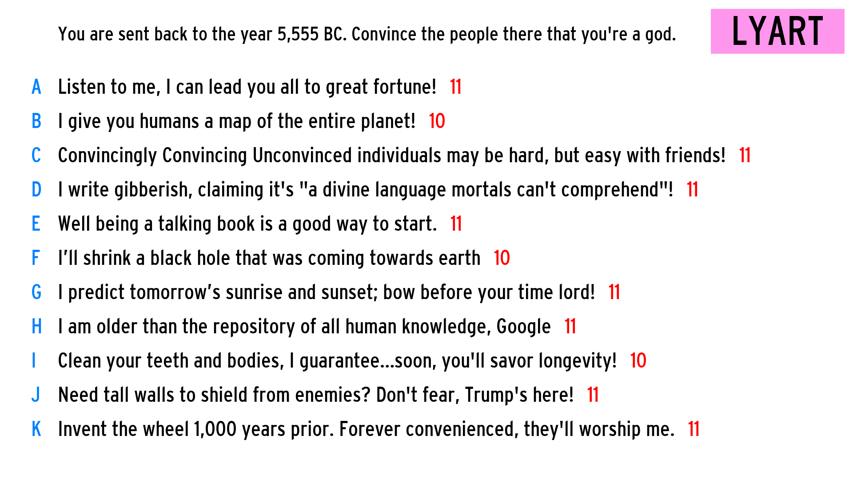 You are sent back to the year 5,555 BC. Convince the people there that you're a god.
LYART
A Listen to me, I can lead you all to great fortune! 11
B I give you humans a map of the entire planet! 10
C Convincingly Convincing Unconvinced individuals may be hard, but easy with friends! 11
D I write gibberish, claiming it's "a divine language mortals can't comprehend"! 11
E Well being a talking book is a good way to start. 11
F I’ll shrink a black hole that was coming towards earth 10
G I predict tomorrow’s sunrise and sunset; bow before your time lord! 11
H I am older than the repository of all human knowledge, Google 11
I Clean your teeth and bodies, I guarantee...soon, you'll savor longevity! 10
J Need tall walls to shield from enemies? Don't fear, Trump's here! 11
K Invent the wheel 1,000 years prior. Forever convenienced, they'll worship me. 11